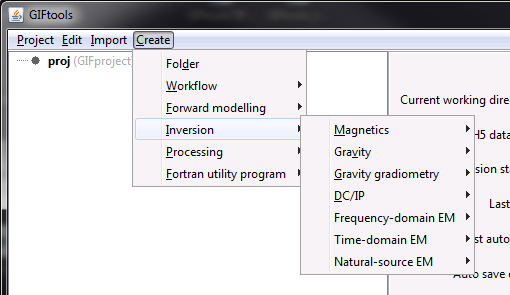 GIFtools
Project Edit Import Create
proj (GIFproject
Folder
Workflow
Forward modelling
Inversion
Processing
Fortran utility program
Magnetics
Gravity
Gravity gradiometry
DC/IP
Frequency-domain EM
Time-domain EM
Natural-source EM
Current working direc
H5 data
sion sta
Last
st auto
Auto save